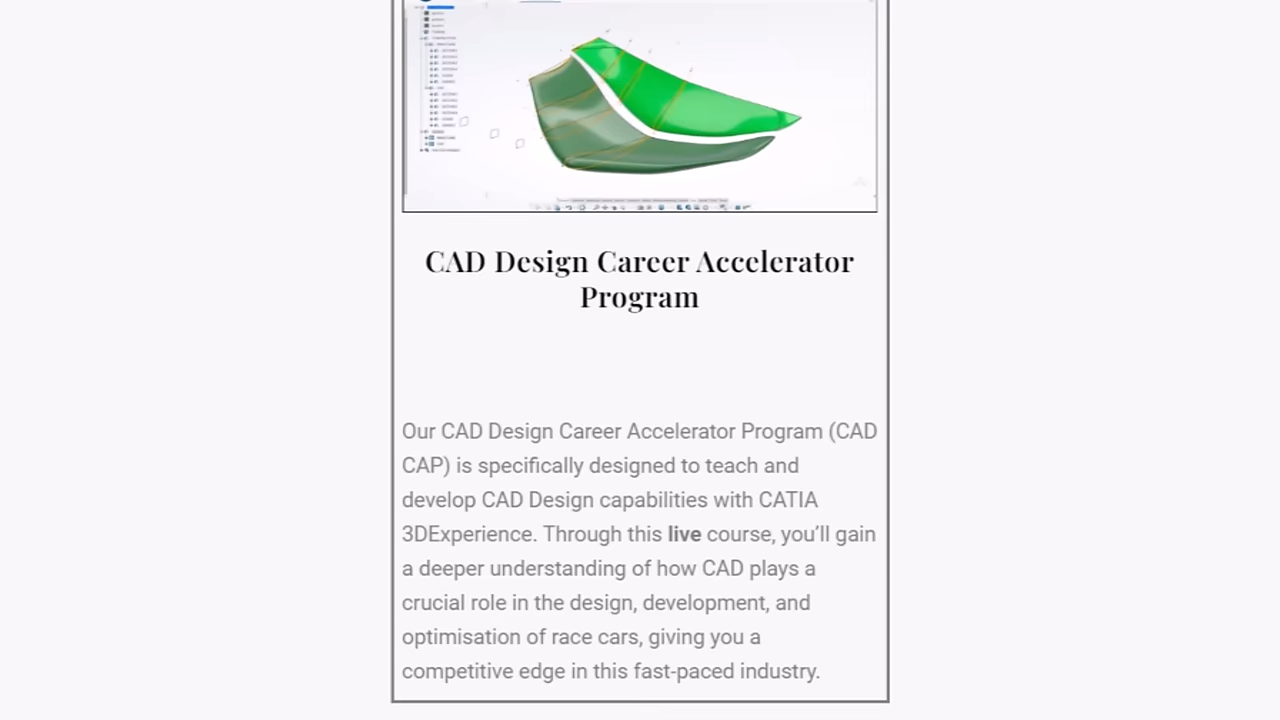 CAD Design Career Accelerator
Program
Our CAD Design Career Accelerator Program (CAD
CAP) is specifically designed to teach and
develop CAD Design capabilities with CATIA
3DExperience. Through this live course, you’ll gain
a deeper understanding of how CAD plays a
crucial role in the design, development, and
optimisation of race cars, giving you a
competitive edge in this fast-paced industry.